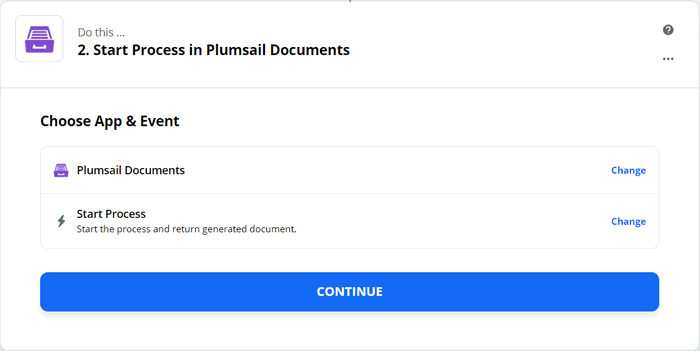 Do this ...
2. Start Process in Plumsail Documents
Choose App & Event
Plumsail Documents
Change
Start Process
Start the process and return generated document.
Change
CONTINUE